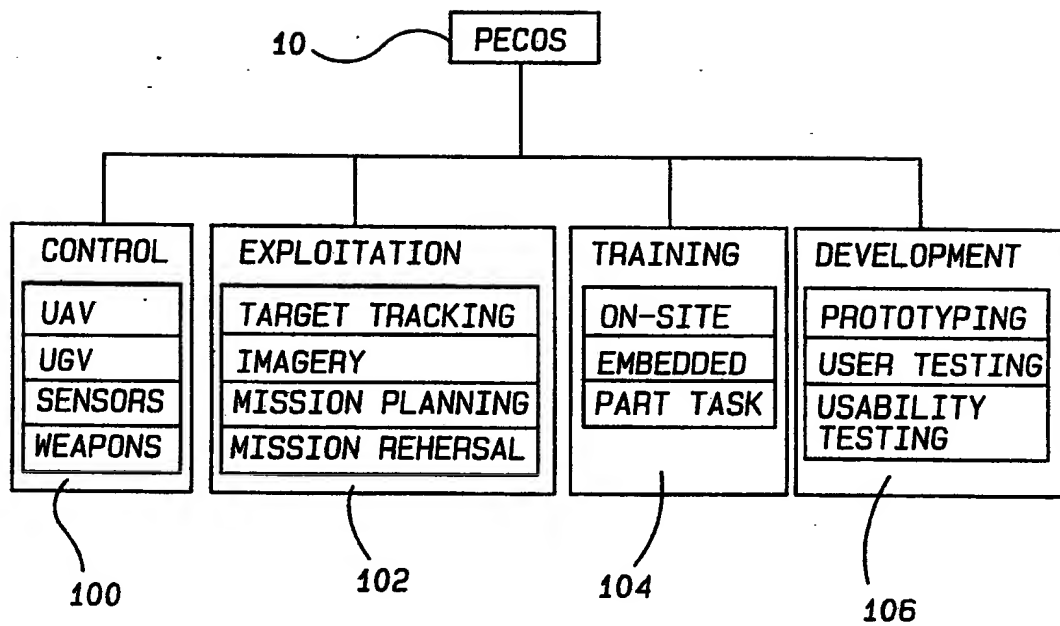 10
PECOS
CONTROL
UAV
UGV
SENSORS
WEAPONS
100
EXPLOITATION
TARGET TRACKING
IMAGERY
MISSION PLANNING
MISSION REHERSAL
102
TRAINING
ON-SITE
EMBEDDED
PART TASK
104
DEVELOPMENT
PROTOTYPING
USER TESTING
USABILITY
TESTING
106